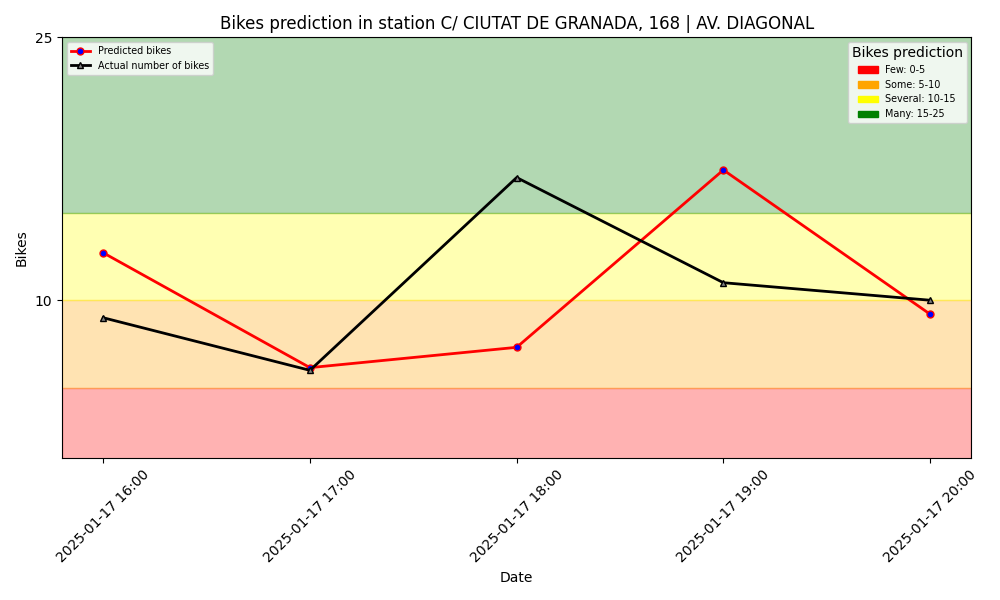 Bikes prediction in station C/ CIUTAT DE GRANADA, 168 | AV. DIAGONAL
25
Predicted bikes
Actual number of bikes
Bikes prediction
Few: 0-5
Some: 5-10
Several: 10-15
Many: 15-25
Bikes
10
2025-01-17 16:00
2025-01-17 17:00
2025-01-17 18:00
2025-01-17 19:00
2025-01-17 20:00
Date